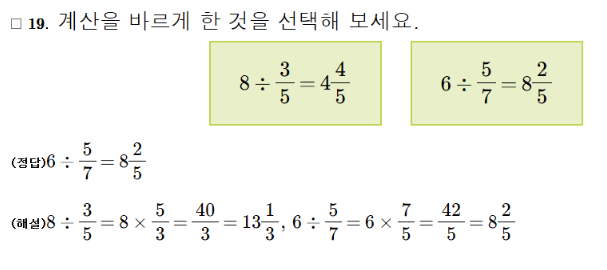 □ 19. 계산을 바르게 한 것을 선택해 보세요.
8 ÷ 3/5 = 4 4/5    6 ÷ 5/7 = 8 2/5
(정답)6 ÷ 5/7 = 8 2/5
(해설)8 ÷ 3/5 = 8 × 5/3 = 40/3 = 13 1/3, 6 ÷ 5/7 = 6 × 7/5 = 42/5 = 8 2/5